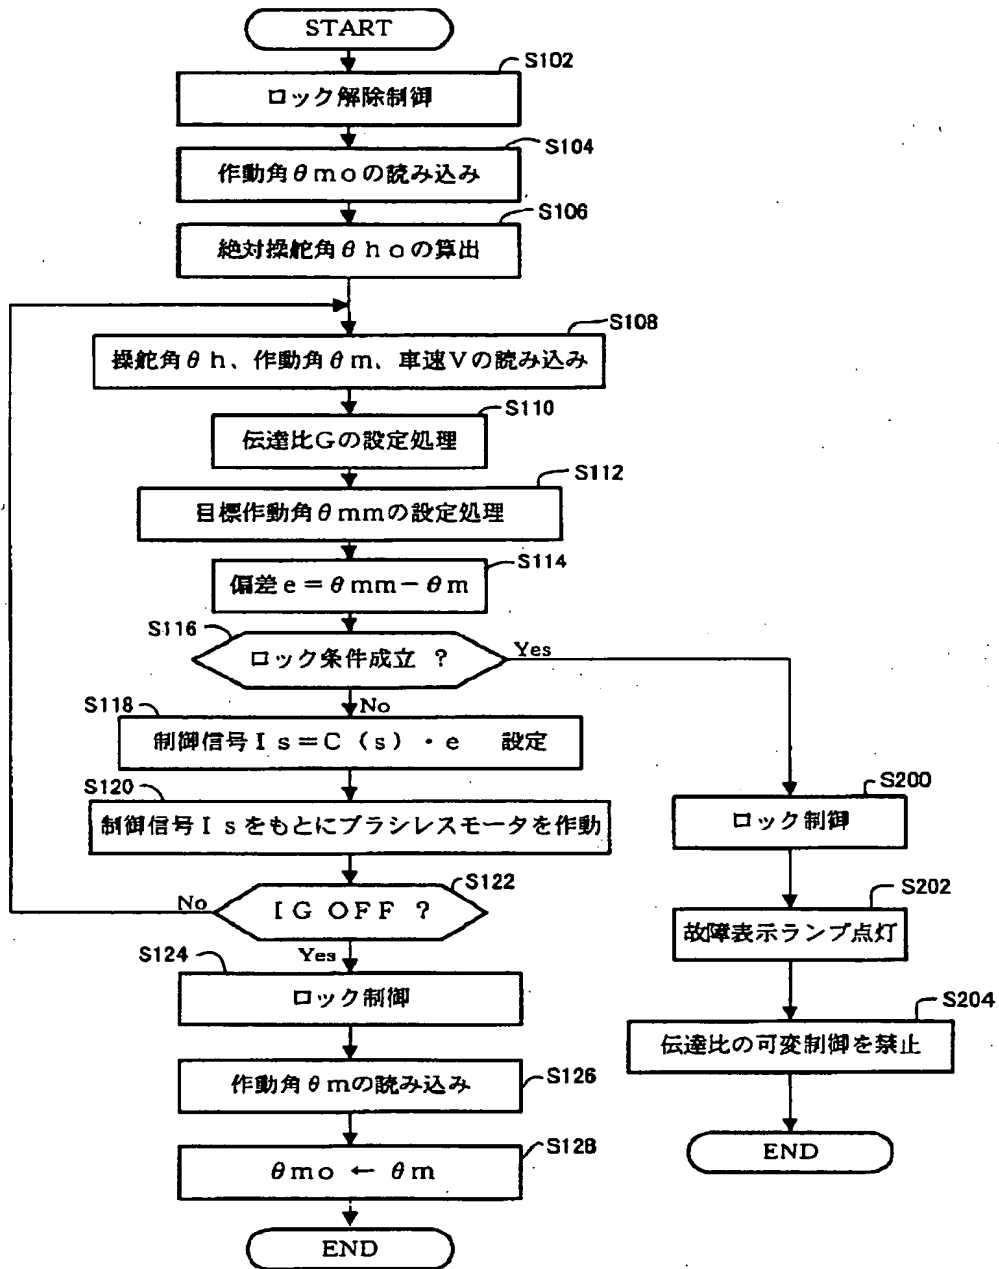 START
S102
ロック解除制御
S104
作動角θmoの読み込み
S106
絶対操舵角θhoの算出
S108
操舵角θh、作動角θm、車速Vの読み込み
S110
伝達比Gの設定処理
S112
目標作動角θmmの設定処理
S114
偏差e=θmm-θm
S116
ロック条件成立 ?
Yes
No
S118
制御信号Is=C(s)・e 設定
S120
制御信号Isをもとにブラシレスモータを作動
S122
IG OFF ?
No
Yes
S124
ロック制御
S126
作動角θmの読み込み
S128
θmo ← θm
END
S200
ロック制御
S202
故障表示ランプ点灯
S204
伝達比の可変制御を禁止
END